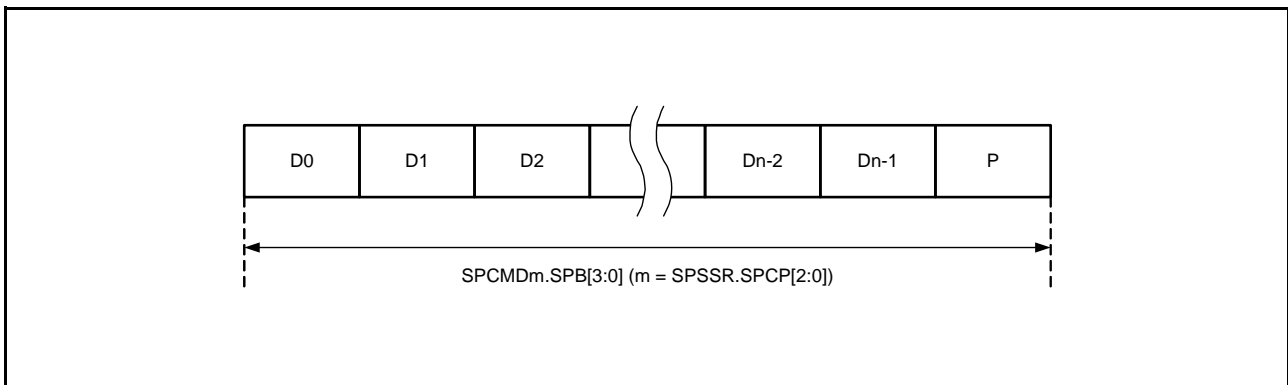 D0 D1 D2 Dn-2 Dn-1 P
SPCMDm.SPB[3:0] (m = SPSSR.SPCP[2:0])